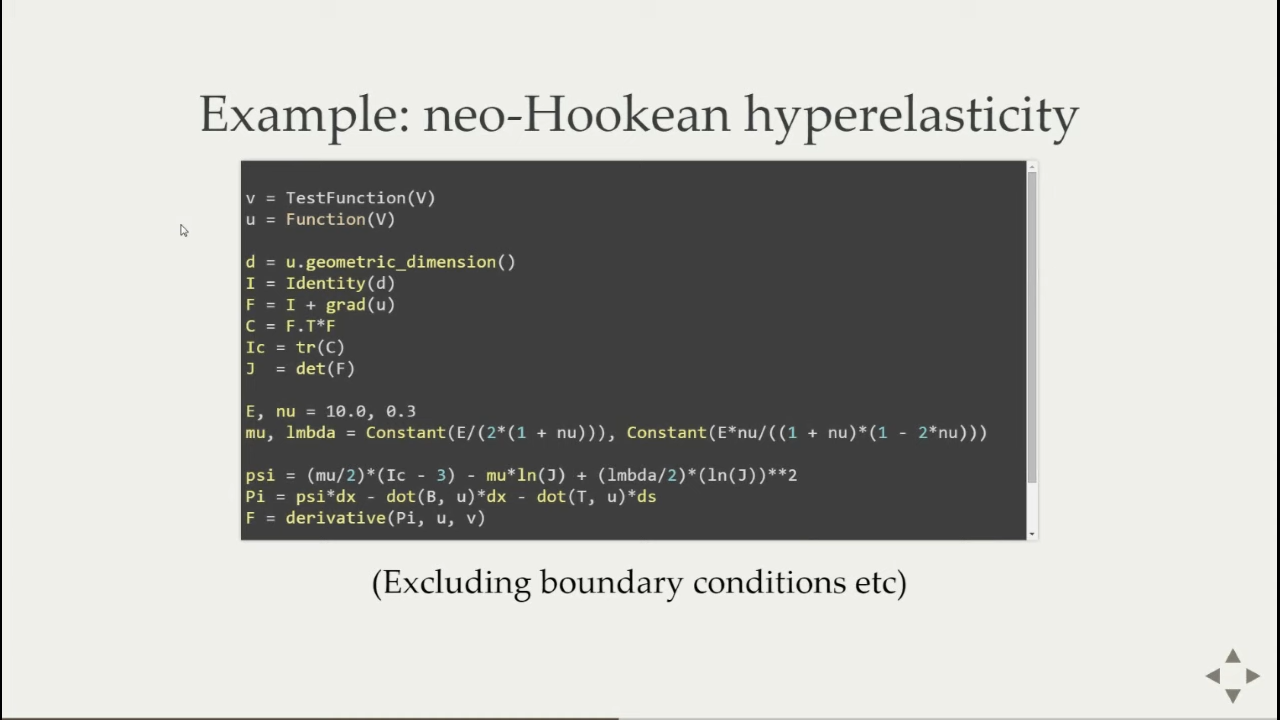 Example: neo-Hookean hyperelasticity
v = TestFunction(V)
u = Function(V)
d = u.geometric_dimension()
I = Identity(d)
F = I + grad(u)
C = F.T*F
Ic = tr(C)
J  = det(F)
E, nu = 10.0, 0.3
mu, lmbda = Constant(E/(2*(1 + nu))), Constant(E*nu/((1 + nu)*(1 - 2*nu)))
psi = (mu/2)*(Ic - 3) - mu*ln(J) + (lmbda/2)*(ln(J))**2
Pi = psi*dx - dot(B, u)*dx - dot(T, u)*ds
F = derivative(Pi, u, v)
(Excluding boundary conditions etc)